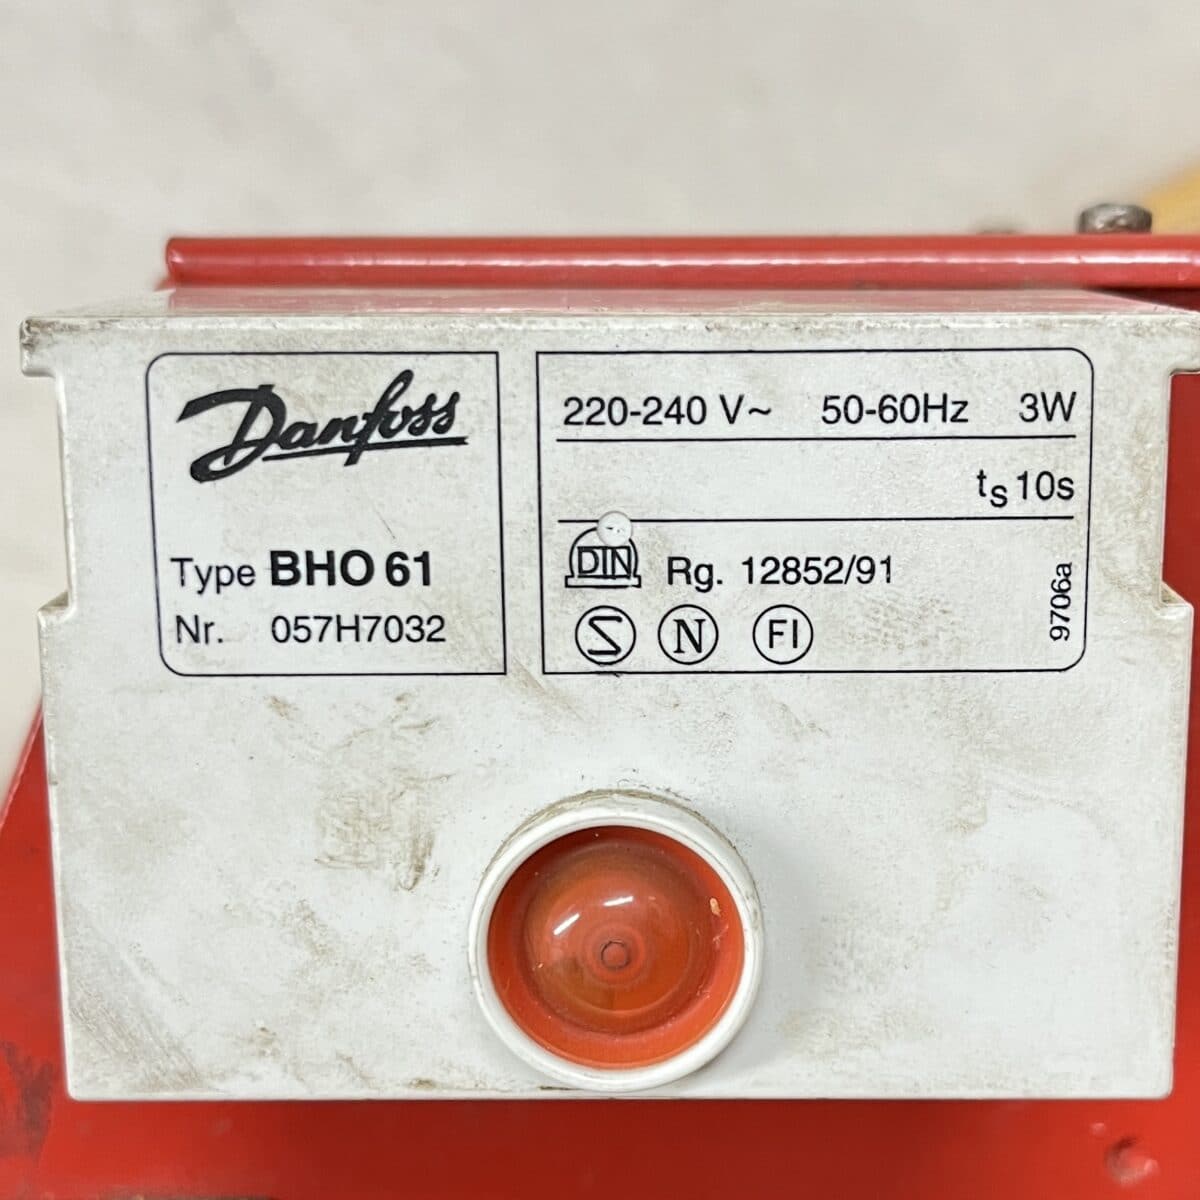 Danfoss
Type BHO 61
Nr. 057H7032
220-240 V~ 50-60Hz 3W
ts 10s
DIN Rg. 12852/91
S N FI
9706a